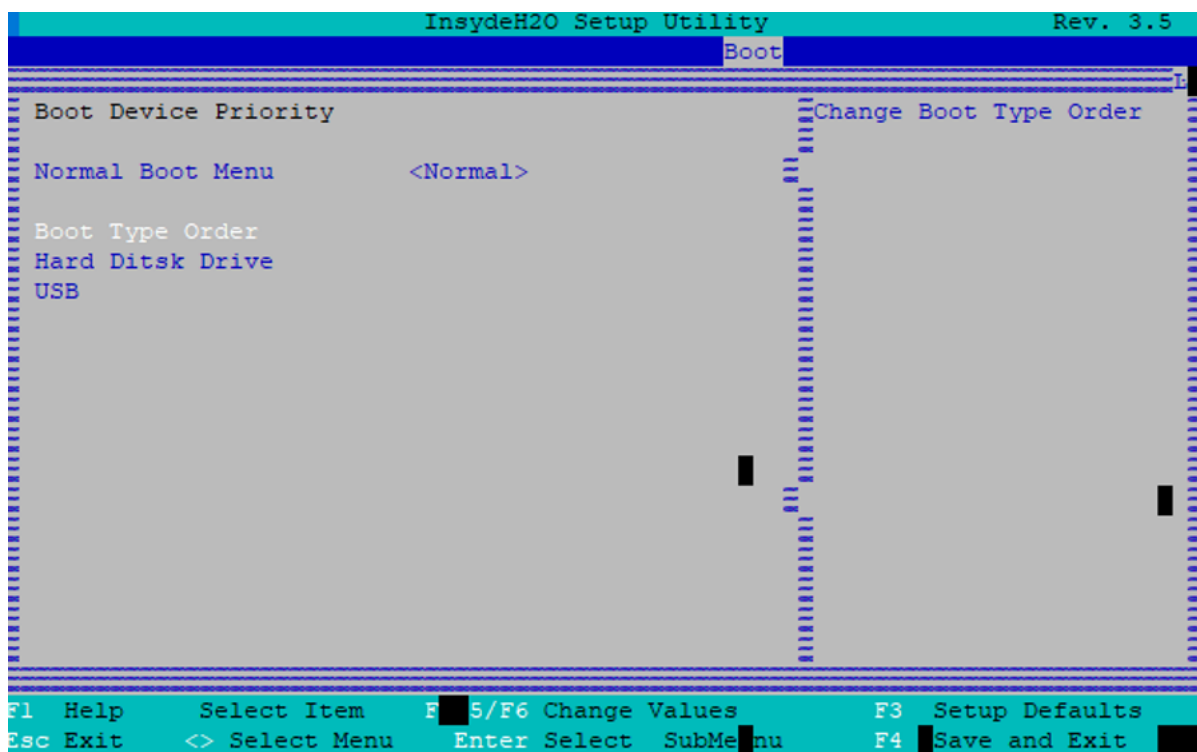 InsydeH2O Setup Utility Rev. 3.5
Boot
Boot Device Priority Change Boot Type Order
Normal Boot Menu <Normal>
Boot Type Order
Hard Ditsk Drive
USB
F1 Help Select Item F 5/F6 Change Values F3 Setup Defaults
Esc Exit <> Select Menu Enter Select SubMe nu F4 Save and Exit